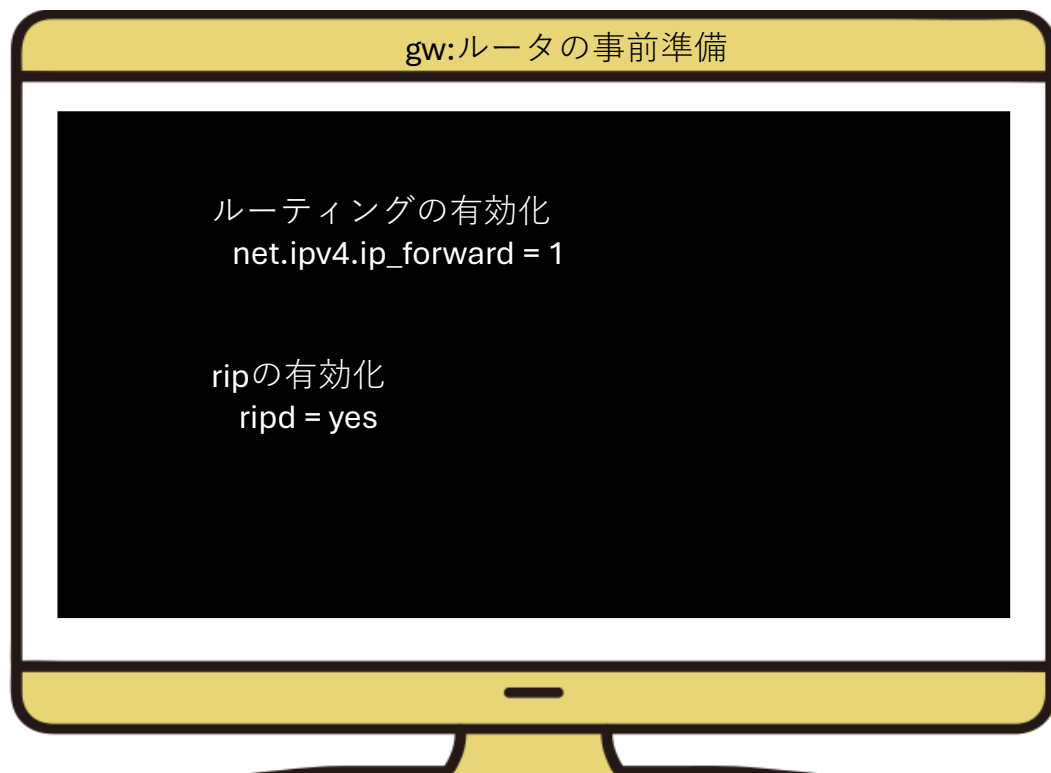 gw:ルータの事前準備
ルーティングの有効化
net.ipv4.ip_forward = 1
ripの有効化
ripd = yes